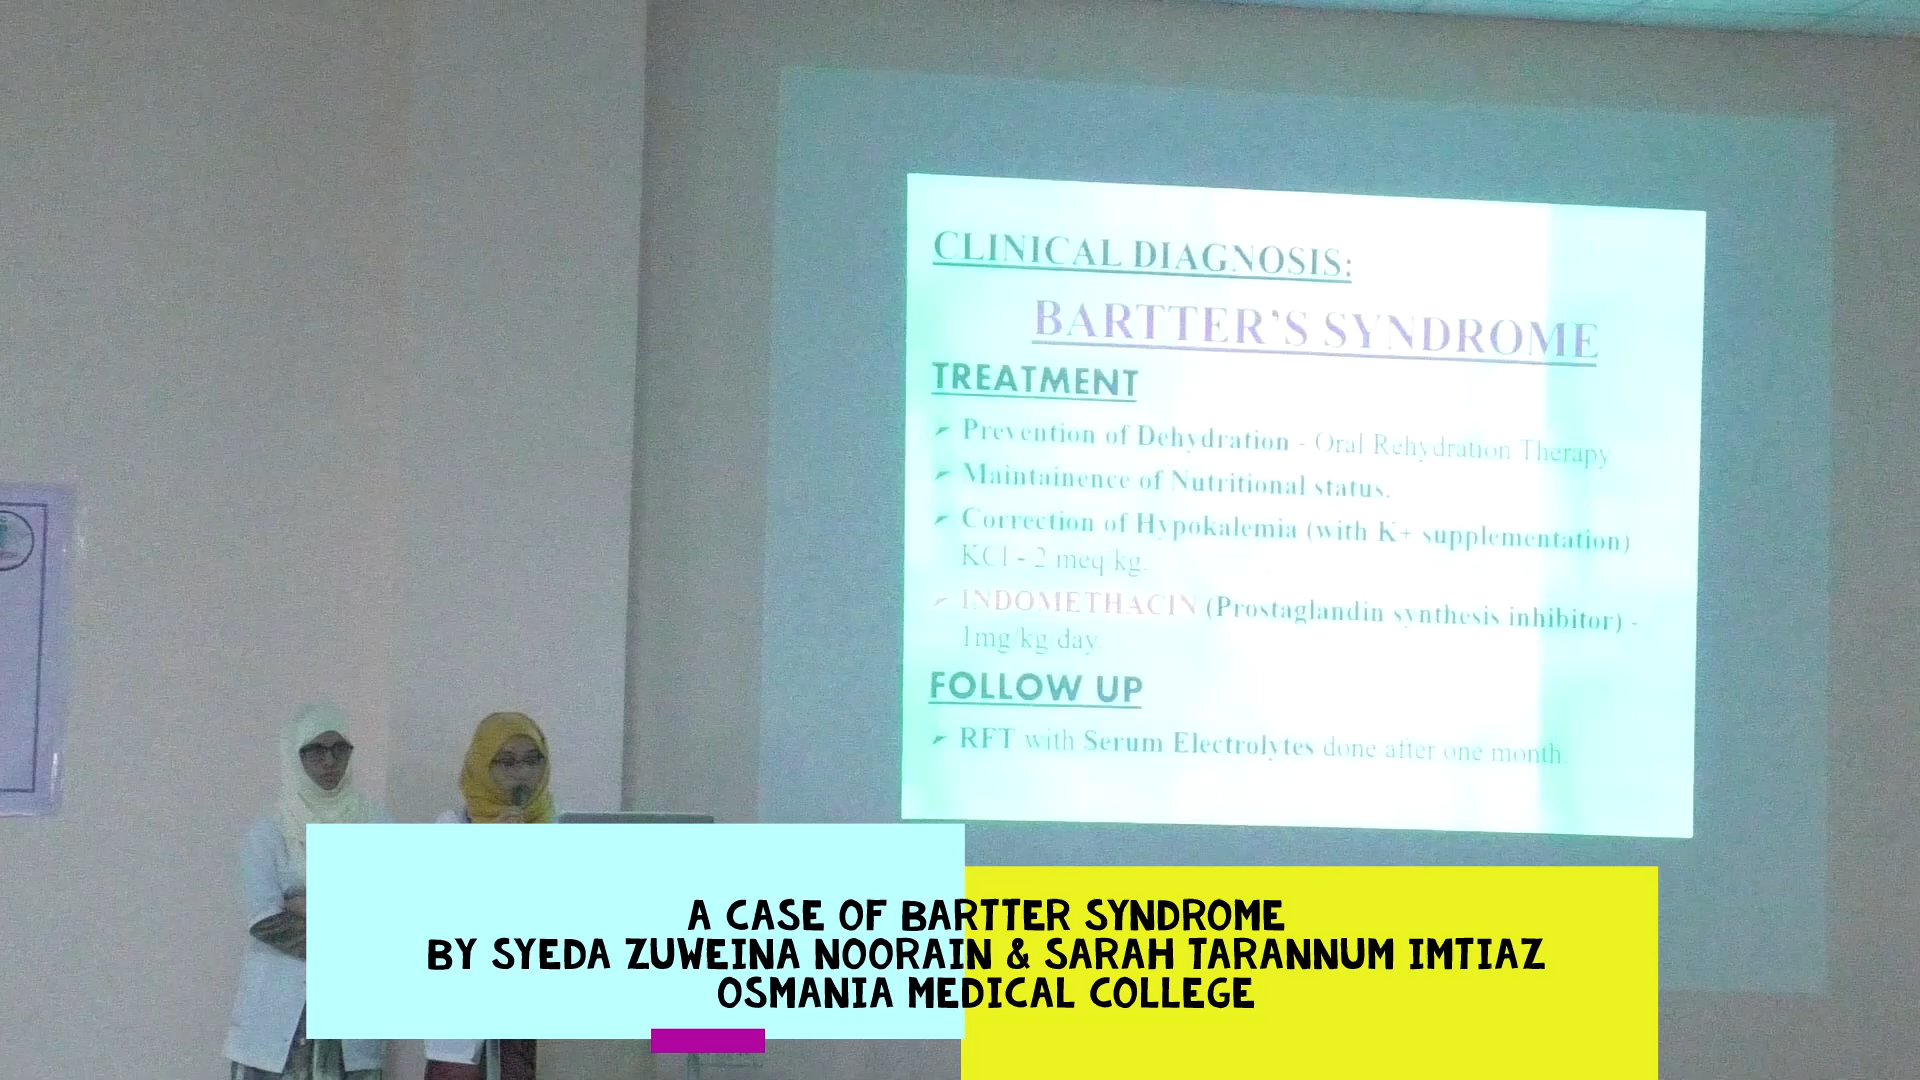 CLINICAL DIAGNOSIS:
BARTTER'S SYNDROME
TREATMENT
➢ Prevention of Dehydration - Oral Rehydration Therapy
➢ Maintainence of Nutritional status.
➢ Correction of Hypokalemia (with K+ supplementation)
KCl - 2 meq/kg.
➢ INDOMETHACIN (Prostaglandin synthesis inhibitor) -
1mg/kg/day.
FOLLOW UP
➢ RFT with Serum Electrolytes done after one month.
A CASE OF BARTTER SYNDROME
BY SYEDA ZUWEINA NOORAIN & SARAH TARANNUM IMTIAZ
OSMANIA MEDICAL COLLEGE